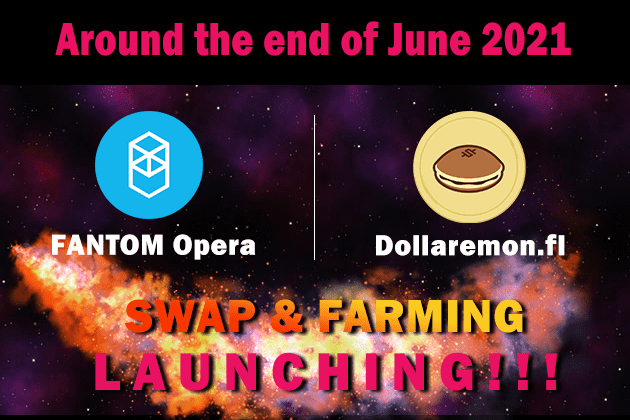 Around the end of June 2021
FANTOM Opera
Dollaremon.fI
SWAP & FARMING
LAUNCHING!!!